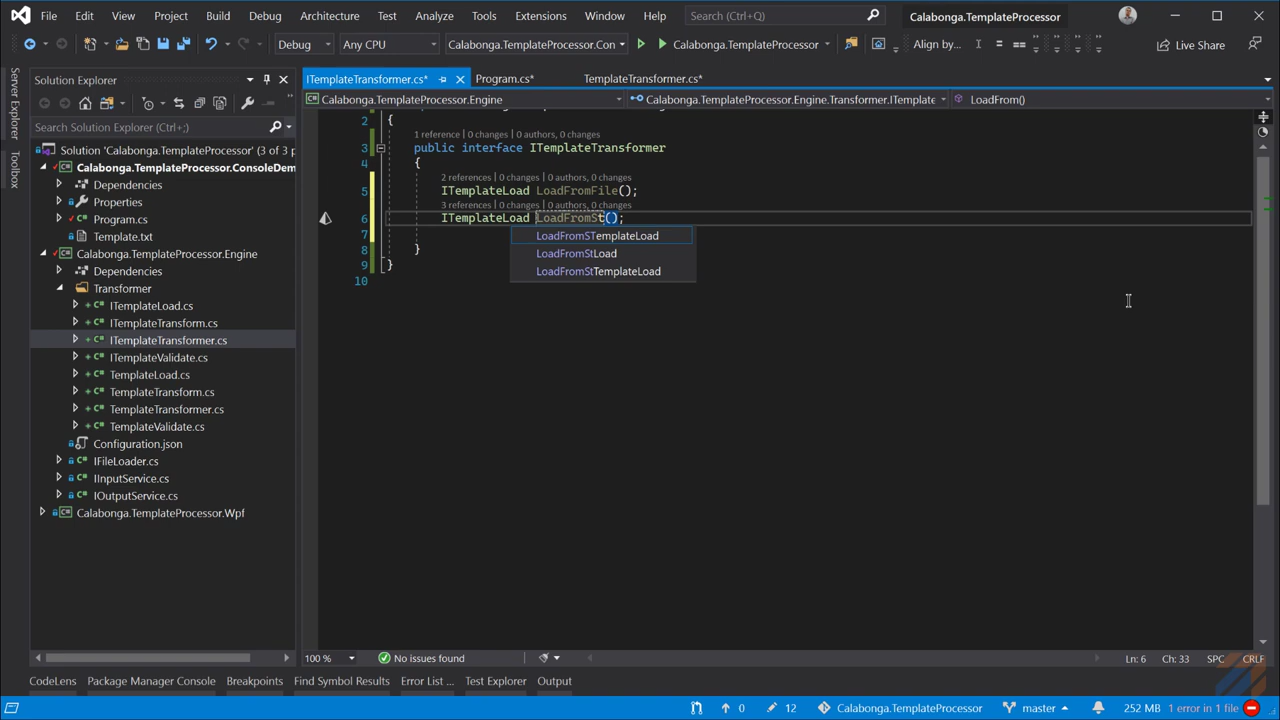 File Edit View Project Build Debug Architecture Test Analyze Tools Extensions Window Help Search (Ctrl+Q) Calabonga.TemplateProcessor
Debug Any CPU Calabonga.TemplateProcessor.Con Calabonga.TemplateProcessor Align by... Live Share
Server Explorer
Toolbox
Solution Explorer
Search Solution Explorer (Ctrl+;)
Solution 'Calabonga.TemplateProcessor' (3 of 3 p
Calabonga.TemplateProcessor.ConsoleDem
Dependencies
Properties
Program.cs
Template.txt
Calabonga.TemplateProcessor.Engine
Dependencies
Transformer
ITemplateLoad.cs
ITemplateTransform.cs
ITemplateTransformer.cs
ITemplateValidate.cs
TemplateLoad.cs
TemplateTransform.cs
TemplateTransformer.cs
TemplateValidate.cs
Configuration.json
IFileLoader.cs
IInputService.cs
IOutputService.cs
Calabonga.TemplateProcessor.Wpf
ITemplateTransformer.cs* Program.cs* TemplateTransformer.cs*
Calabonga.TemplateProcessor.Engine Calabonga.TemplateProcessor.Engine.Transformer.ITemplate LoadFrom()
2 {
1 reference | 0 changes | 0 authors, 0 changes
3 public interface ITemplateTransformer
4 {
2 references | 0 changes | 0 authors, 0 changes
5 ITemplateLoad LoadFromFile();
3 references | 0 changes | 0 authors, 0 changes
6 ITemplateLoad LoadFromSt();
7
LoadFromSTemplateLoad
LoadFromStLoad
LoadFromStTemplateLoad
8 }
9 }
10
100 % No issues found Ln: 6 Ch: 33 SPC CRLF
CodeLens Package Manager Console Breakpoints Find Symbol Results Error List ... Test Explorer Output
0 12 Calabonga.TemplateProcessor master 252 MB 1 error in 1 file